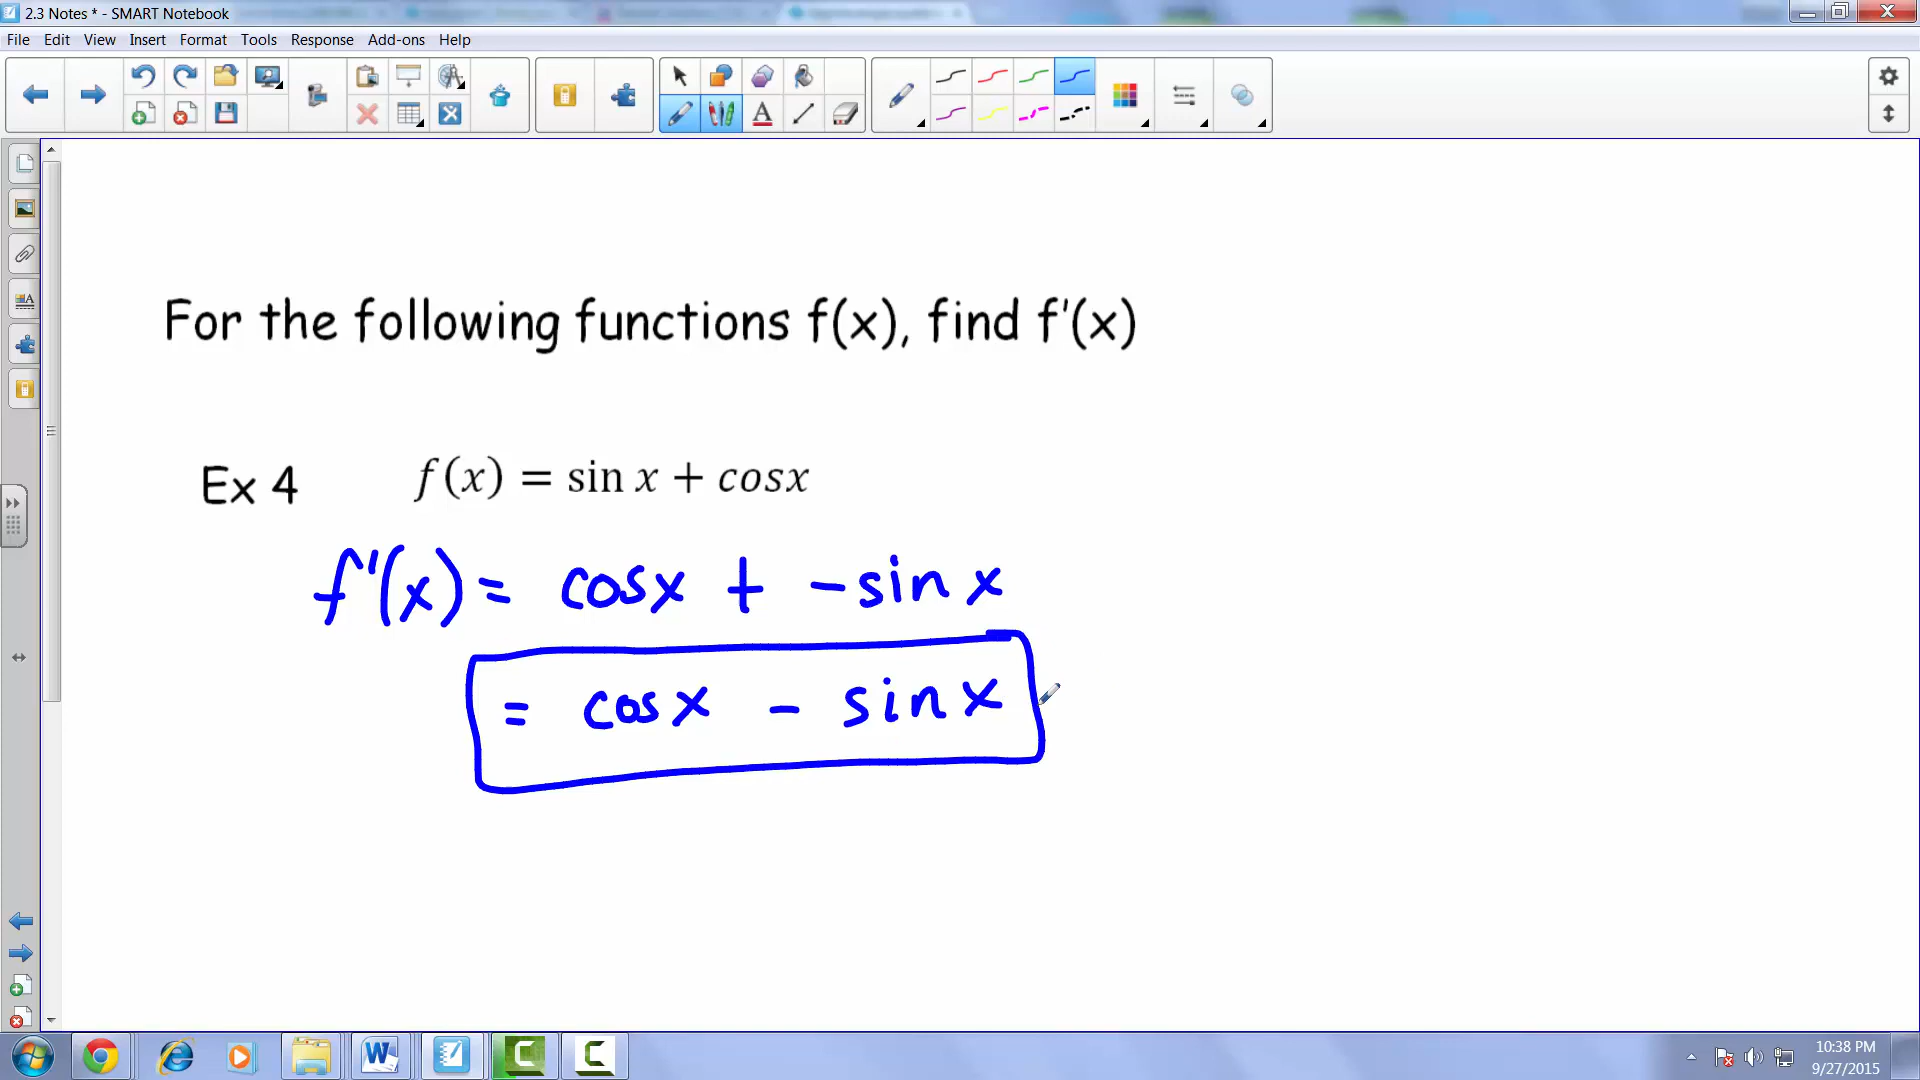 2.3 Notes * - SMART Notebook
File Edit View Insert Format Tools Response Add-ons Help
For the following functions f(x), find f'(x)
Ex 4 f(x) = sin x + cosx
f'(x) = cosx + -sin x
= cosx - sin x
10:38 PM
9/27/2015